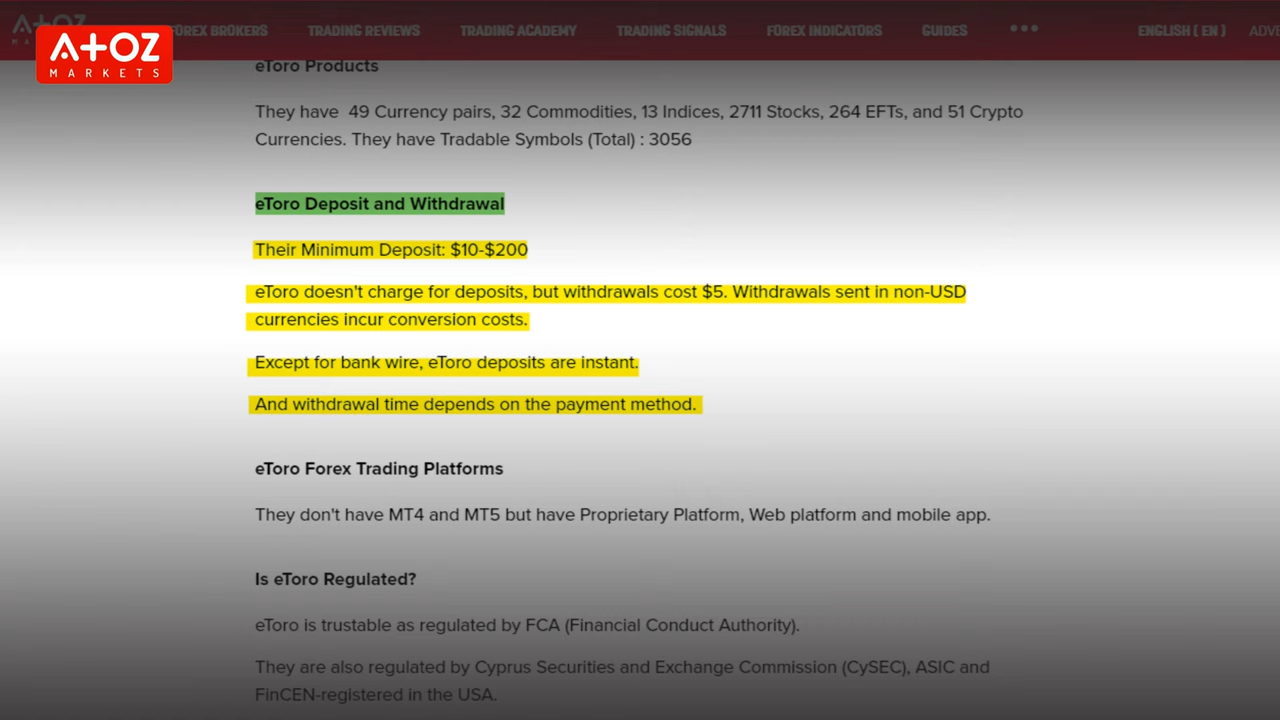 A+OZ
MARKETS
FOREX BROKERS
TRADING REVIEWS
TRADING ACADEMY
TRADING SIGNALS
FOREX INDICATORS
GUIDES
ENGLISH ( EN )
eToro Products
They have 49 Currency pairs, 32 Commodities, 13 Indices, 2711 Stocks, 264 EFTs, and 51 Crypto
Currencies. They have Tradable Symbols (Total) : 3056
eToro Deposit and Withdrawal
Their Minimum Deposit: $10-$200
eToro doesn't charge for deposits, but withdrawals cost $5. Withdrawals sent in non-USD
currencies incur conversion costs.
Except for bank wire, eToro deposits are instant.
And withdrawal time depends on the payment method.
eToro Forex Trading Platforms
They don't have MT4 and MT5 but have Proprietary Platform, Web platform and mobile app.
Is eToro Regulated?
eToro is trustable as regulated by FCA (Financial Conduct Authority).
They are also regulated by Cyprus Securities and Exchange Commission (CySEC), ASIC and
FinCEN-registered in the USA.